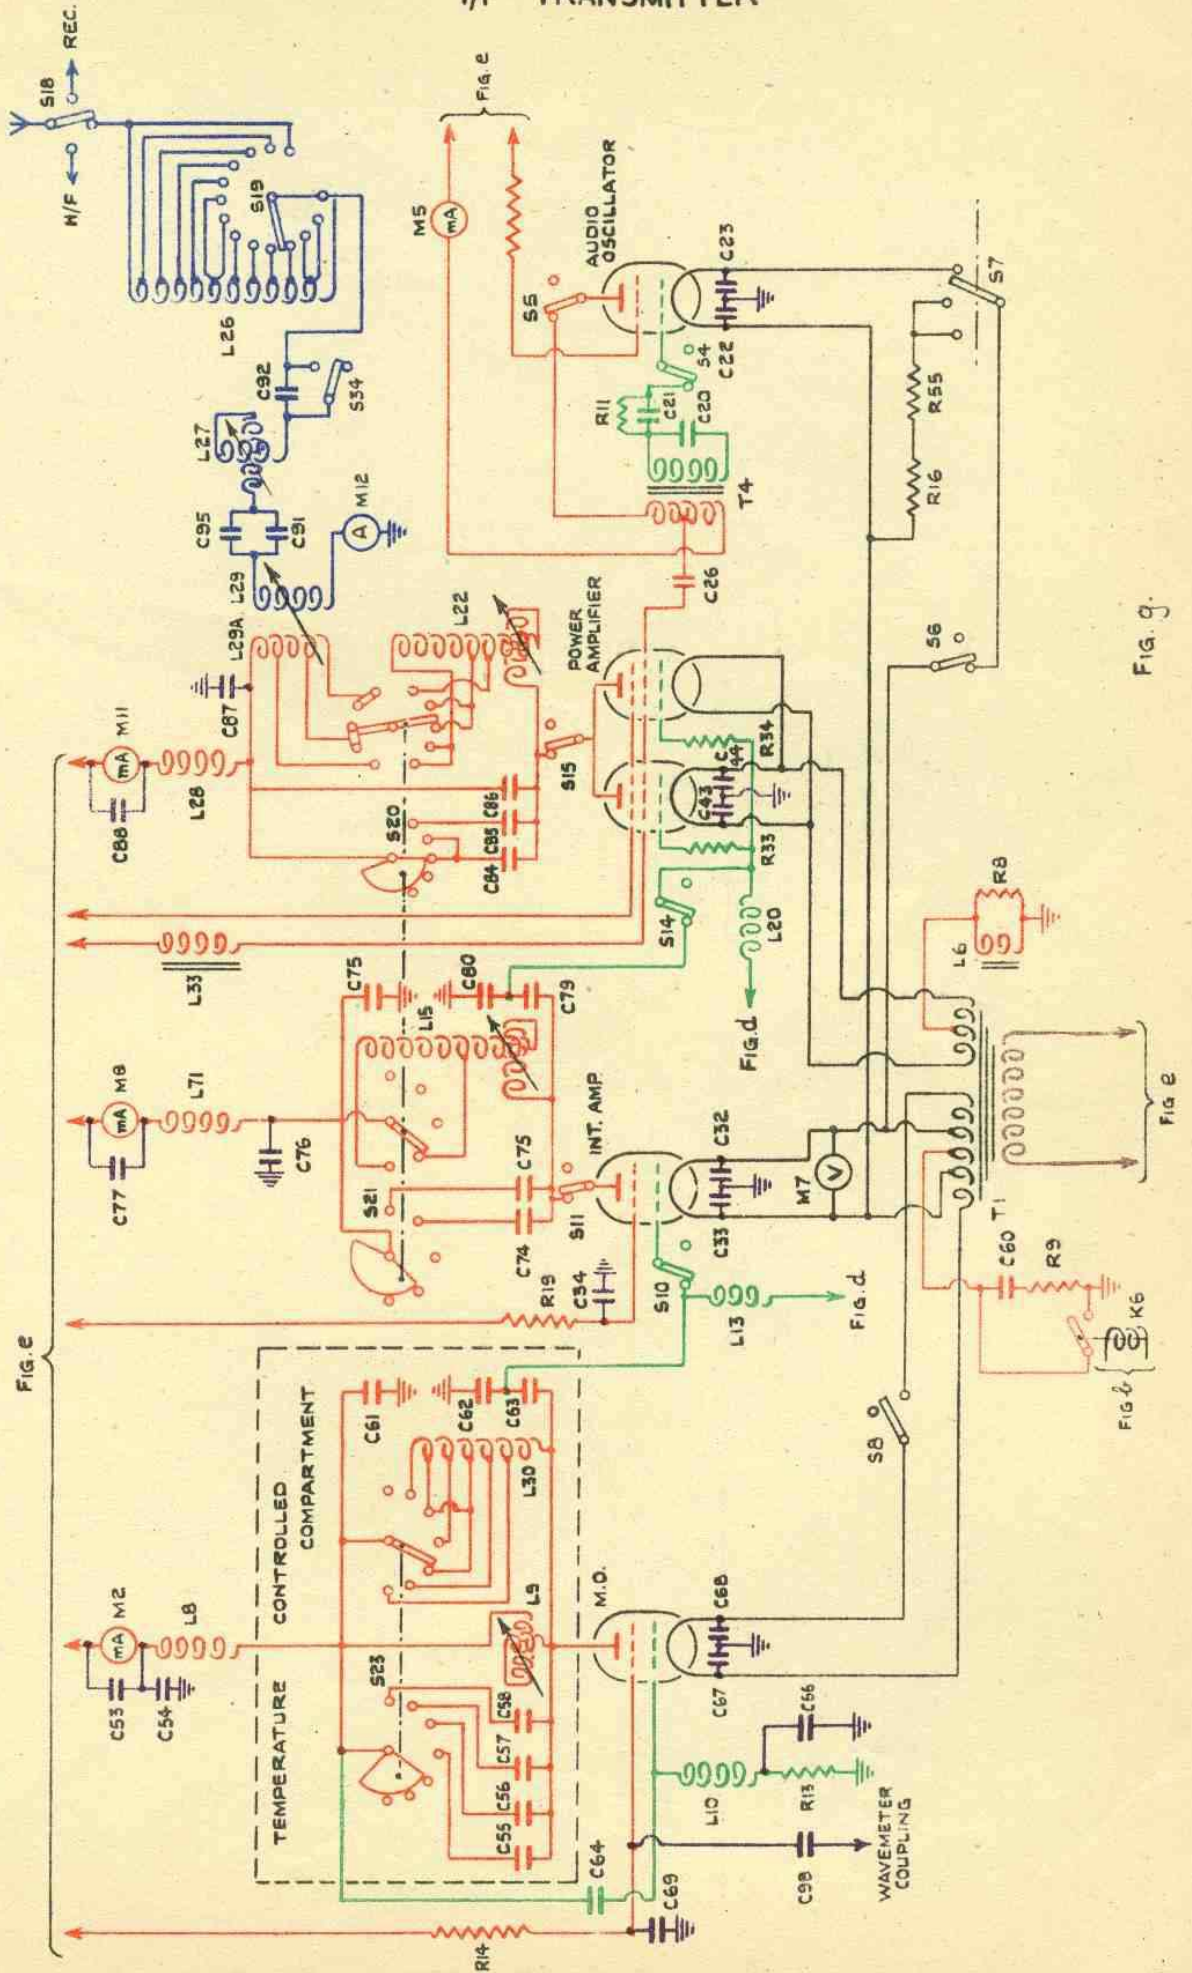 TRANSMITTER
FIG. e
C53
C54
M2
mA
L8
C77
M8
mA
L71
C76
L33
C88
M11
mA
L28
C87
L29A
L29
C95
C91
M12
A
L27
C92
S34
L26
S19
S18
H/F
REC.
TEMPERATURE CONTROLLED
COMPARTMENT
S23
C61
C62
C63
L30
L9
C55
C56
C57
C58
S21
C75
L15
C80
C79
C74
C75
S11
R19
C34
S20
C84
C85
C86
S15
L22
M5
mA
FIG. e
S5
AUDIO
OSCILLATOR
S4
R11
C21
C20
T4
C26
C22
C23
POWER
AMPLIFIER
R34
C43
C44
R33
S14
L20
FIG. d
INT. AMP
C32
C33
S10
L13
FIG. d
M7
V
M.O.
C68
C67
C64
C69
R14
L10
C66
R13
C98
WAVEMETER
COUPLING
S8
S6
S7
R16
R55
L6
R8
T1
C60
R9
K6
FIG b
FIG e
FIG. g.